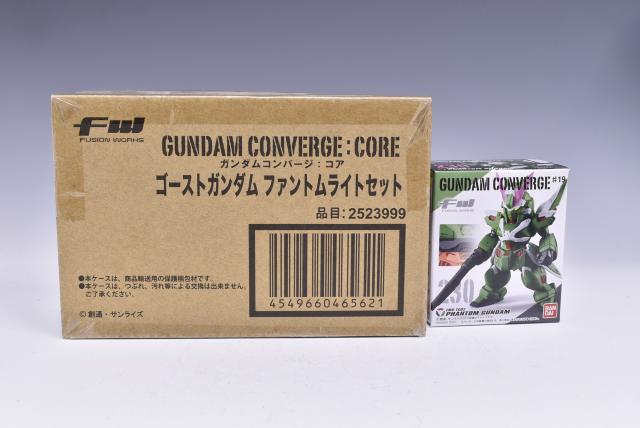 FW
FUSION WORKS
GUNDAM CONVERGE:CORE
ガンダムコンバージ：コア
ゴーストガンダム ファントムライトセット
品目:2523999
●本ケースは、商品輸送用の保護梱包材です。
●本ケースは、つぶれ、汚れ等による交換は出来ません。
ご了承ください。
4549660465621
© 創通・サンライズ
GUNDAM CONVERGE #19
FW
FUSION WORKS
230
PHANTOM GUNDAM
BANDAI